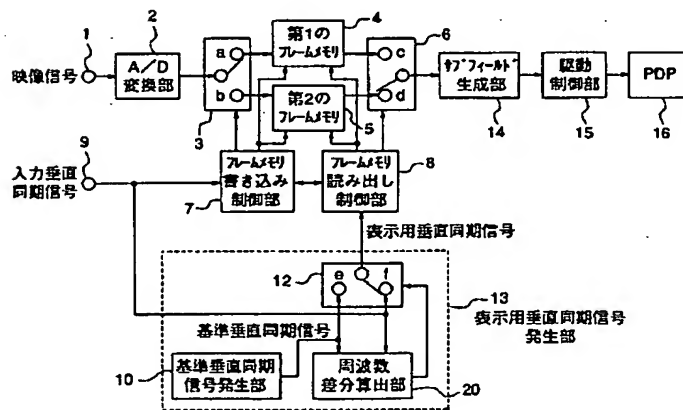 1
映像信号
2
A/D
変換部
a
b
3
4
第1の
フレームメモリ
第2の
フレームメモリ
5
6
c
d
サブフィールド
生成部
14
駆動
制御部
15
PDP
16
9
入力垂直
同期信号
フレームメモリ
書き込み
制御部
7
フレームメモリ
読み出し
制御部
8
表示用垂直同期信号
12
e
f
13
表示用垂直同期信号
発生部
基準垂直同期信号
10
基準垂直同期
信号発生部
周波数
差分算出部
20